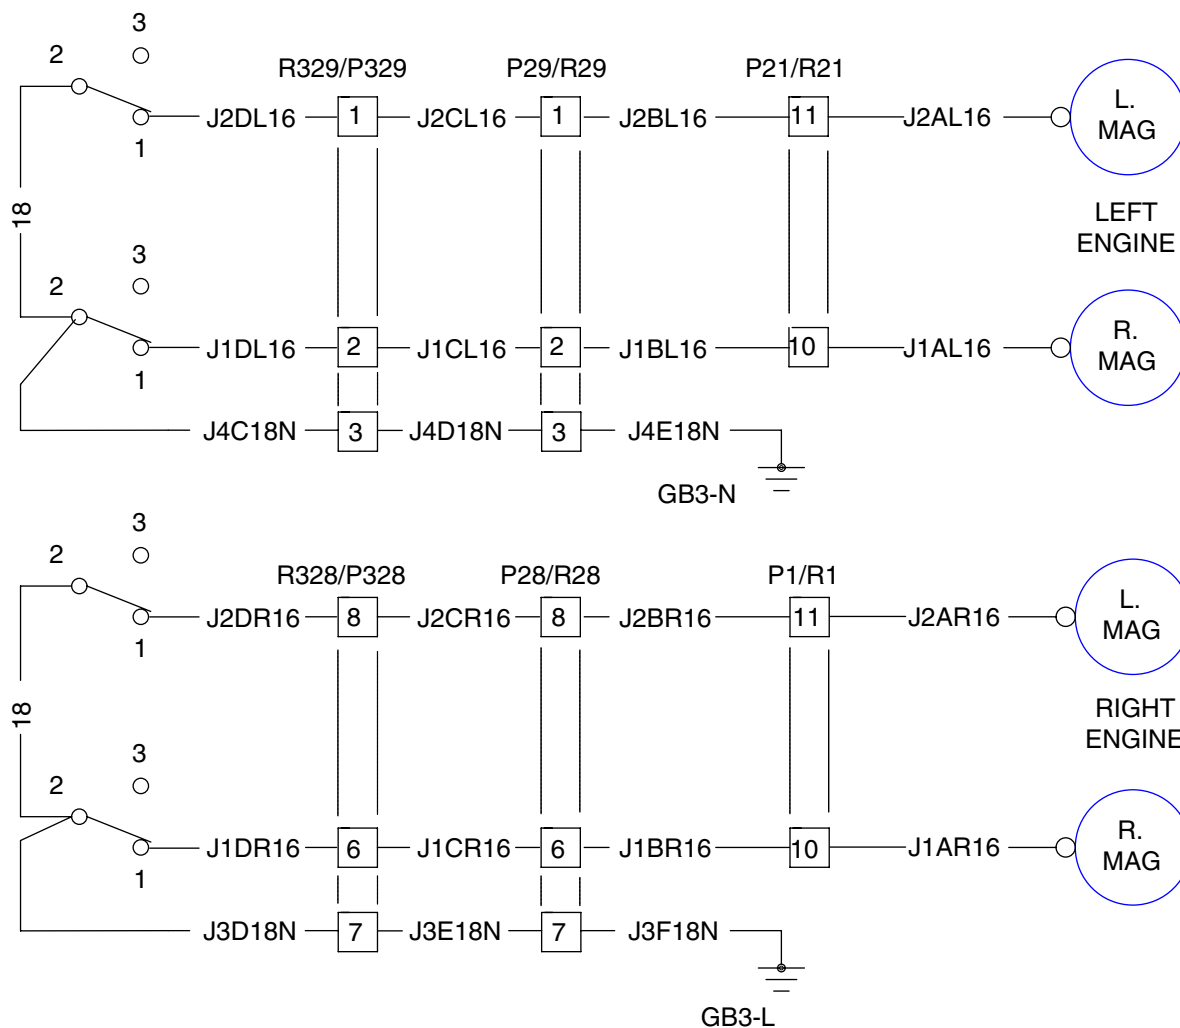 3
2
R329/P329 P29/R29 P21/R21
1
J2DL16 1 J2CL16 1 J2BL16 11 J2AL16
L.
MAG
LEFT
ENGINE
18
3
2
1
J1DL16 2 J1CL16 2 J1BL16 10 J1AL16
R.
MAG
J4C18N 3 J4D18N 3 J4E18N
GB3-N
3
2
R328/P328 P28/R28 P1/R1
1
J2DR16 8 J2CR16 8 J2BR16 11 J2AR16
L.
MAG
RIGHT
ENGINE
18
3
2
1
J1DR16 6 J1CR16 6 J1BR16 10 J1AR16
R.
MAG
J3D18N 7 J3E18N 7 J3F18N
GB3-L